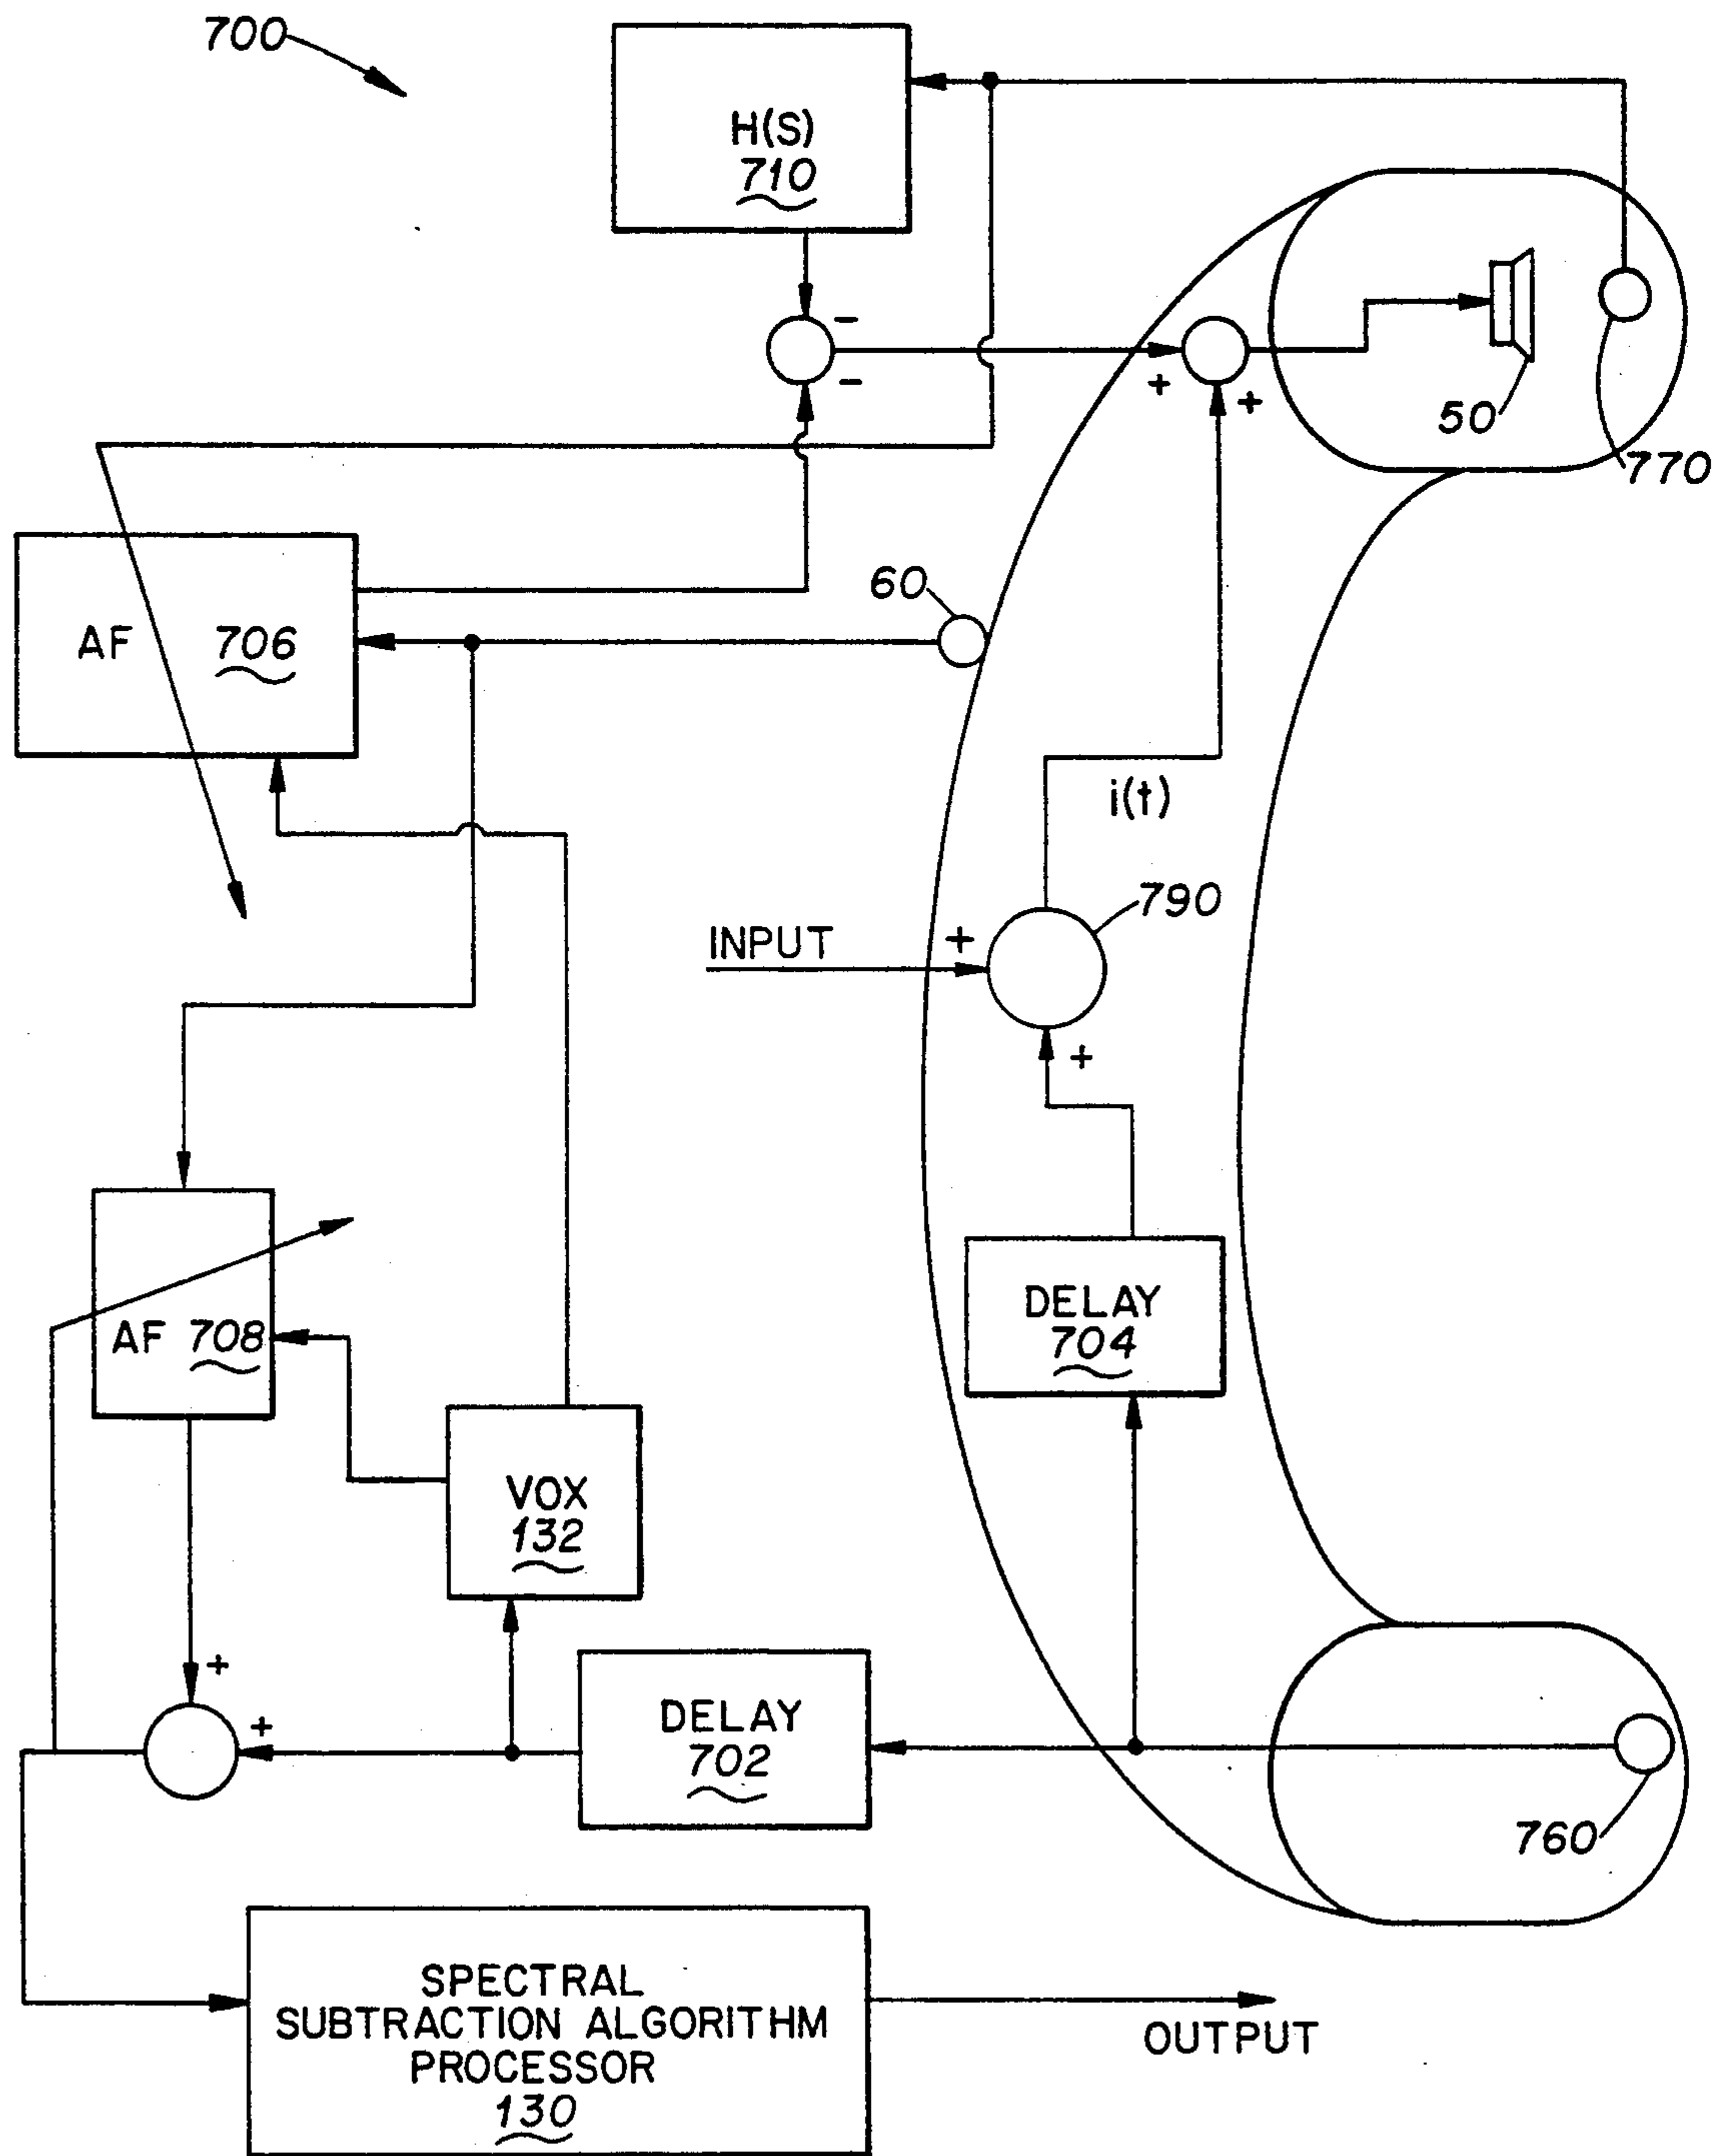 700
H(S)
710
-
-
+
+
50
770
60
AF 706
i(t)
790
INPUT
+
+
DELAY
704
AF 708
VOX
132
+
+
DELAY
702
760
SPECTRAL
SUBTRACTION ALGORITHM
PROCESSOR
130
OUTPUT